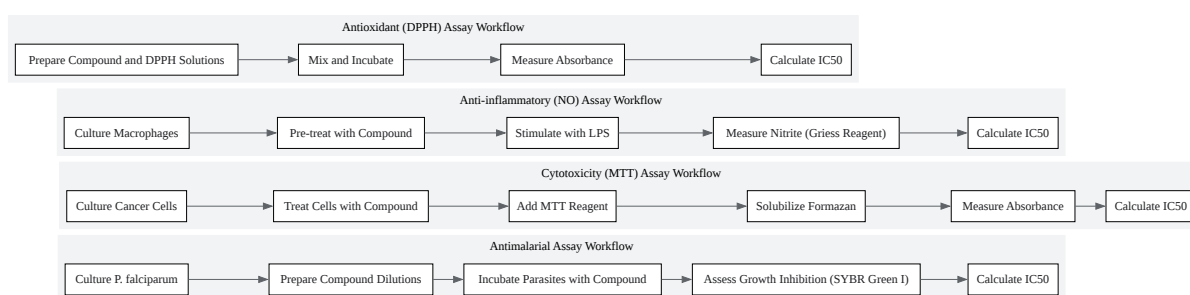 Antioxidant (DPPH) Assay Workflow
Prepare Compound and DPPH Solutions
Mix and Incubate
Measure Absorbance
Calculate IC50
Anti-inflammatory (NO) Assay Workflow
Culture Macrophages
Pre-treat with Compound
Stimulate with LPS
Measure Nitrite (Griess Reagent)
Calculate IC50
Cytotoxicity (MTT) Assay Workflow
Culture Cancer Cells
Treat Cells with Compound
Add MTT Reagent
Solubilize Formazan
Measure Absorbance
Calculate IC50
Antimalarial Assay Workflow
Culture P. falciparum
Prepare Compound Dilutions
Incubate Parasites with Compound
Assess Growth Inhibition (SYBR Green I)
Calculate IC50